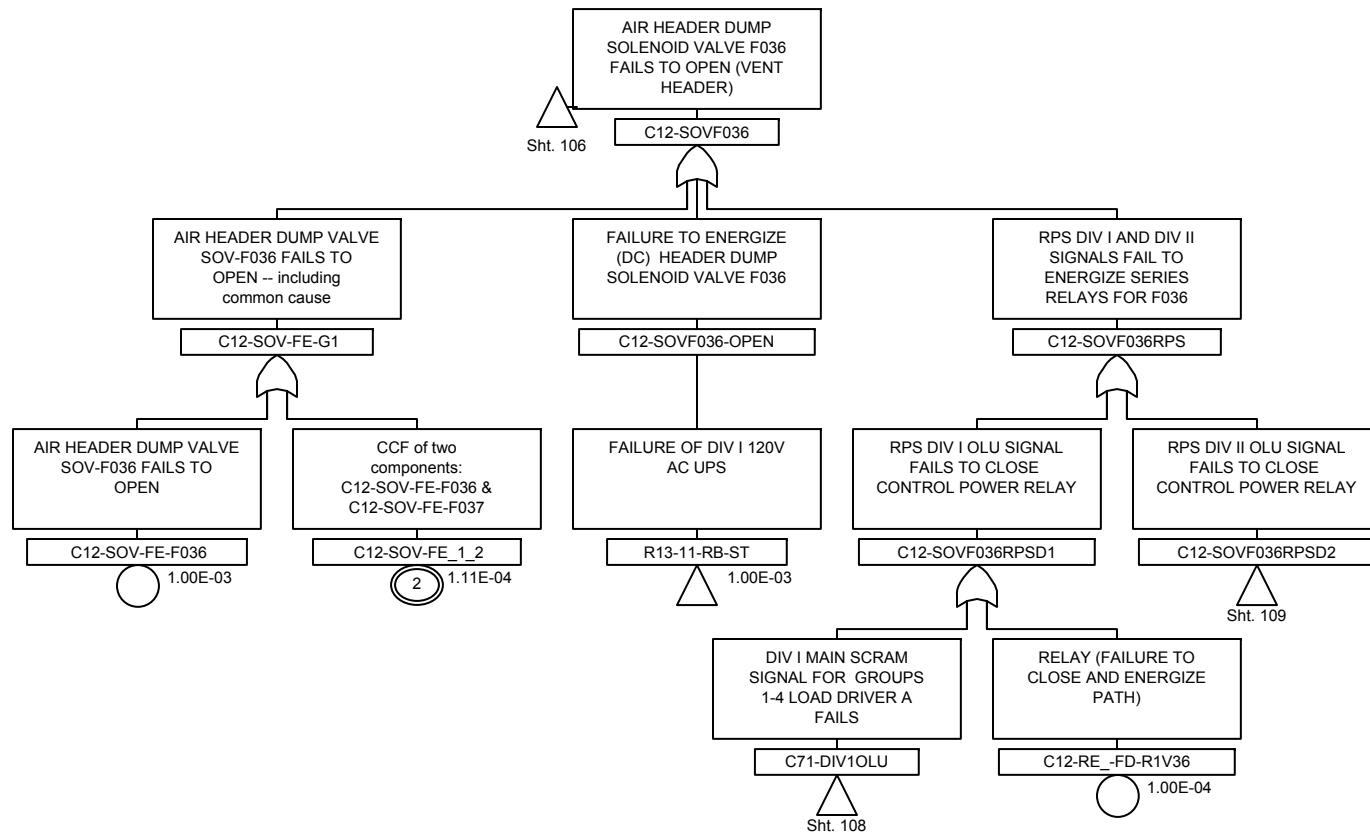 AIR HEADER DUMP
SOLENOID VALVE F036
FAILS TO OPEN (VENT
HEADER)
Sht. 106
C12-SOVF036
AIR HEADER DUMP VALVE
SOV-F036 FAILS TO
OPEN -- including
common cause
C12-SOV-FE-G1
FAILURE TO ENERGIZE
(DC) HEADER DUMP
SOLENOID VALVE F036
C12-SOVF036-OPEN
RPS DIV I AND DIV II
SIGNALS FAIL TO
ENERGIZE SERIES
RELAYS FOR F036
C12-SOVF036RPS
AIR HEADER DUMP VALVE
SOV-F036 FAILS TO
OPEN
C12-SOV-FE-F036
1.00E-03
CCF of two
components:
C12-SOV-FE-F036 &
C12-SOV-FE-F037
C12-SOV-FE_1_2
2
1.11E-04
FAILURE OF DIV I 120V
AC UPS
R13-11-RB-ST
1.00E-03
RPS DIV I OLU SIGNAL
FAILS TO CLOSE
CONTROL POWER RELAY
C12-SOVF036RPSD1
RPS DIV II OLU SIGNAL
FAILS TO CLOSE
CONTROL POWER RELAY
C12-SOVF036RPSD2
Sht. 109
DIV I MAIN SCRAM
SIGNAL FOR GROUPS
1-4 LOAD DRIVER A
FAILS
C71-DIV1OLU
Sht. 108
RELAY (FAILURE TO
CLOSE AND ENERGIZE
PATH)
C12-RE_-FD-R1V36
1.00E-04